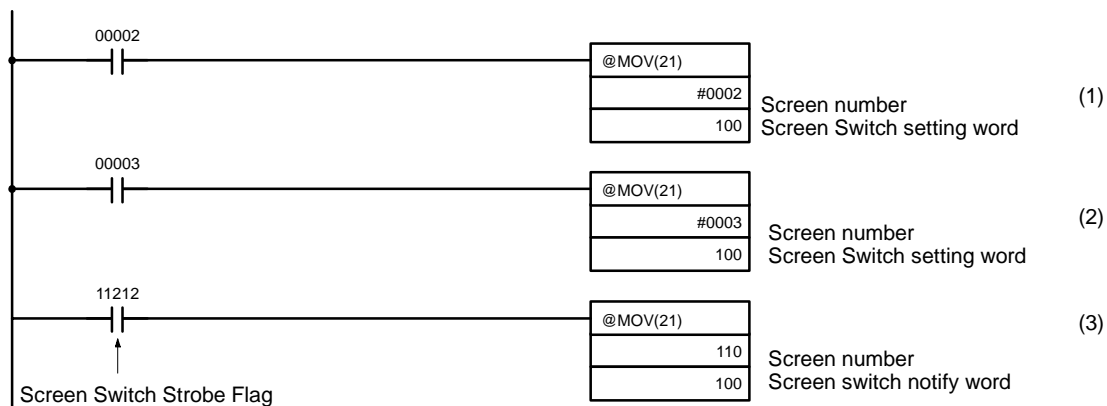 00002
@MOV(21)
#0002
Screen number
(1)
100
Screen Switch setting word
00003
@MOV(21)
#0003
Screen number
(2)
100
Screen Switch setting word
11212
@MOV(21)
(3)
110
Screen number
100
Screen switch notify word
Screen Switch Strobe Flag